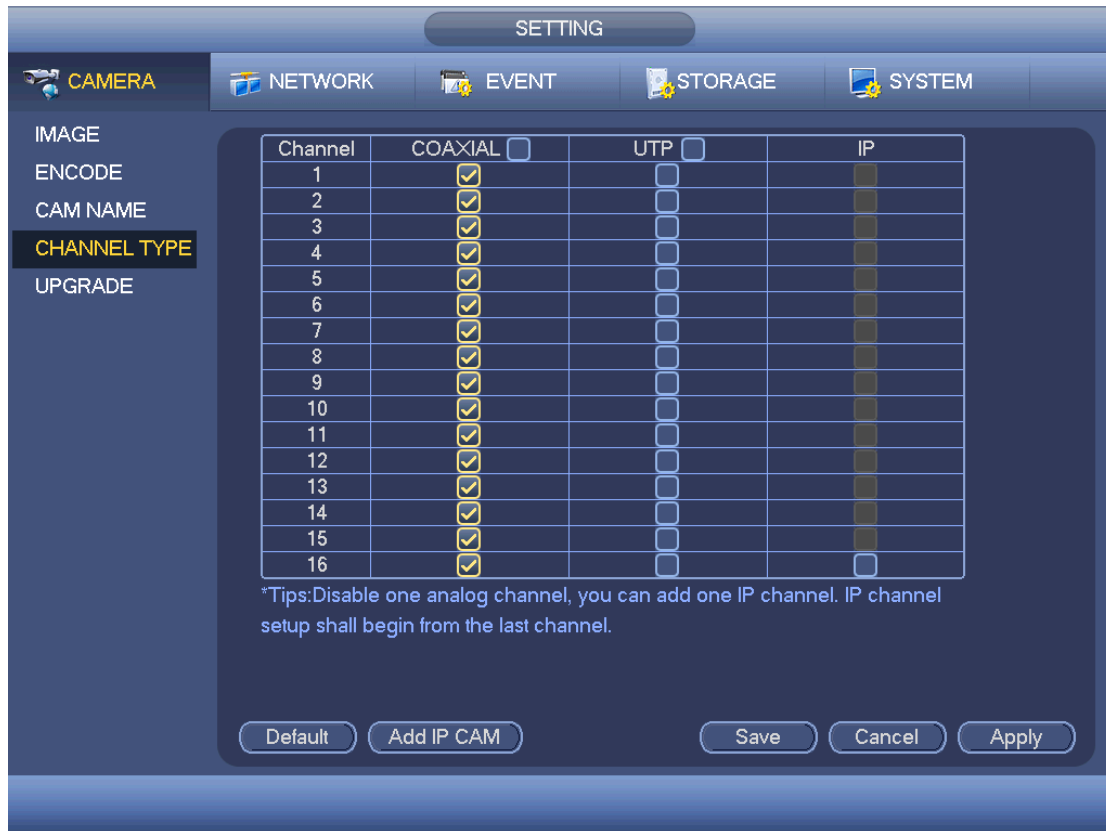 SETTING
CAMERA NETWORK EVENT STORAGE SYSTEM
IMAGE
ENCODE
CAM NAME
CHANNEL TYPE
UPGRADE
Channel COAXIAL UTP IP
1
2
3
4
5
6
7
8
9
10
11
12
13
14
15
16
*Tips:Disable one analog channel, you can add one IP channel. IP channel
setup shall begin from the last channel.
Default Add IP CAM Save Cancel Apply